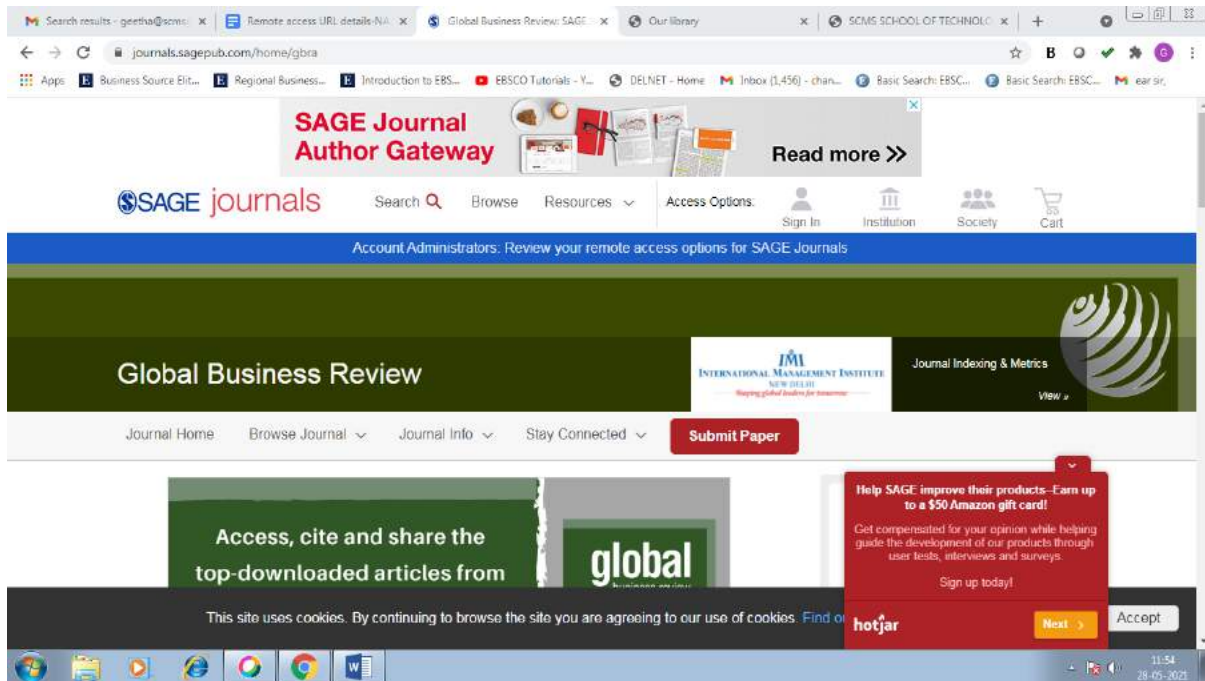 Search results - geetha@scms
Remote access URL details-NA
Global Business Review: SAGE
Our library
SCMS SCHOOL OF TECHNOLO
journals.sagepub.com/home/gbra
B
G
Apps
Business Source Elit...
Regional Business...
Introduction to EBS...
EBSCO Tutorials - Y...
DELNET - Home
Inbox (1,456) - chan...
Basic Search: EBSC...
Basic Search: EBSC...
ear sir,
SAGE Journal
Author Gateway
Read more >>
SAGE journals
Search
Browse
Resources
Access Options:
Sign In
Institution
Society
Cart
Account Administrators: Review your remote access options for SAGE Journals
Global Business Review
IMI
INTERNATIONAL MANAGEMENT INSTITUTE
NEW DELHI
Shaping global leaders for tomorrow
Journal Indexing & Metrics
View »
Journal Home
Browse Journal
Journal Info
Stay Connected
Submit Paper
Access, cite and share the
top-downloaded articles from
global
business review
Help SAGE improve their products--Earn up
to a $50 Amazon gift card!
Get compensated for your opinion while helping
guide the development of our products through
user tests, interviews and surveys.
Sign up today!
hotjar
Next >
This site uses cookies. By continuing to browse the site you are agreeing to our use of cookies. Find o
Accept
11:54
28-05-2021